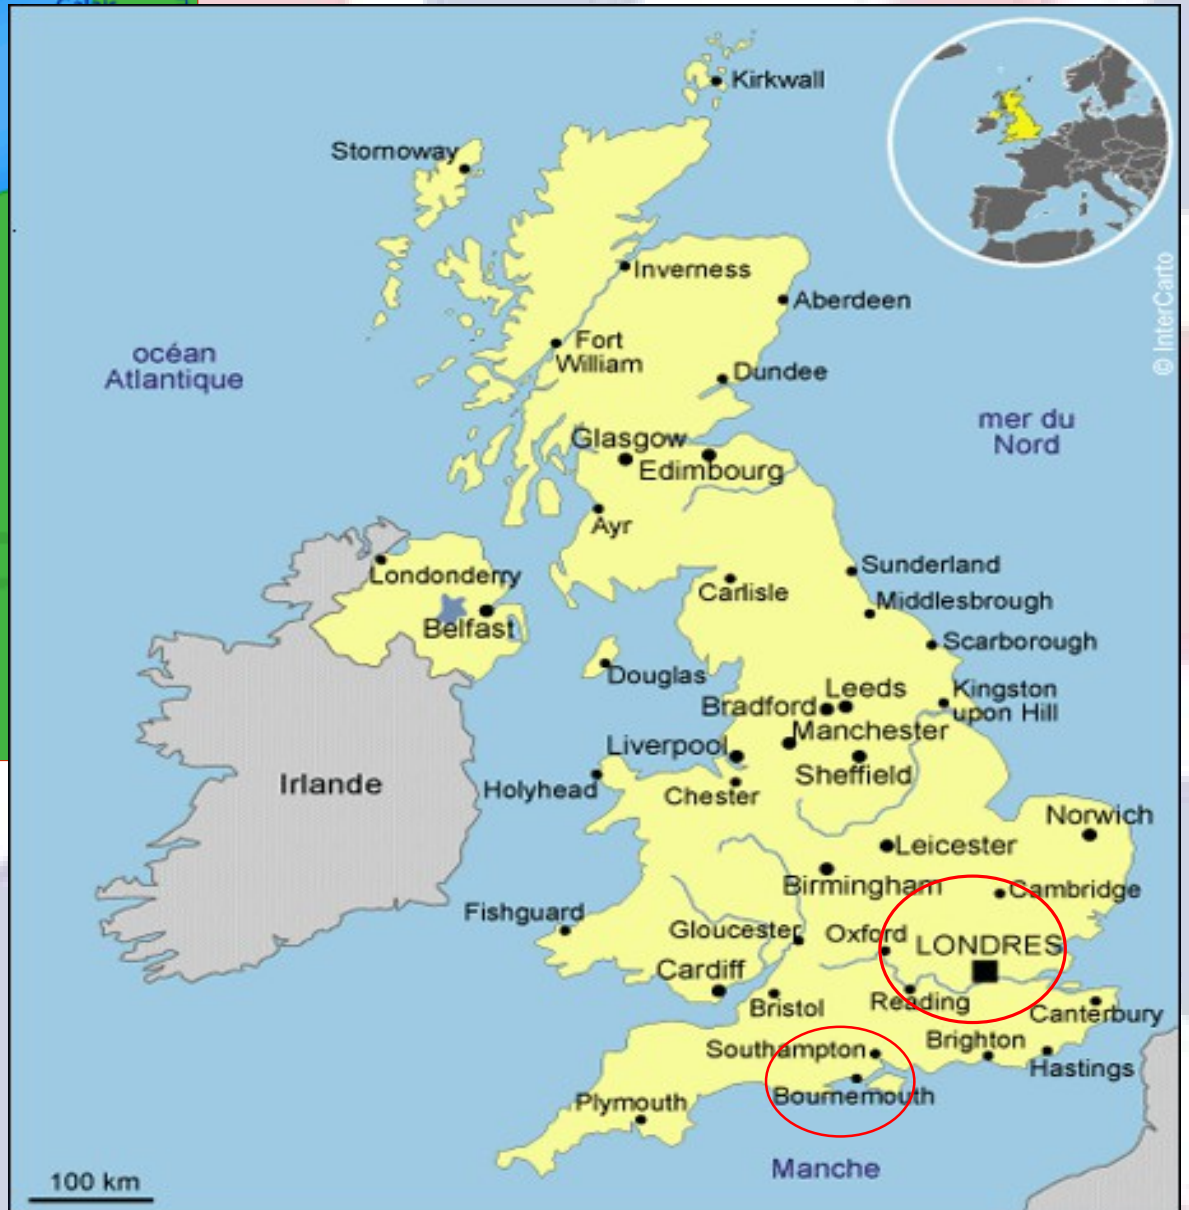 Calais
Kirkwall
Stornoway
Inverness
Aberdeen
© InterCarto
océan
Atlantique
Fort
William
Dundee
mer du
Nord
Glasgow
Edimbourg
Ayr
Londonderry
Carlisle
Sunderland
Middlesbrough
Belfast
Scarborough
Douglas
Leeds
Bradford
Kingston
upon Hill
Manchester
Liverpool
Sheffield
Irlande
Holyhead
Chester
Norwich
Leicester
Birmingham
Cambridge
Fishguard
Gloucester
Oxford
LONDRES
Cardiff
Bristol
Reading
Canterbury
Southampton
Brighton
Hastings
Bournemouth
Plymouth
Manche
100 km